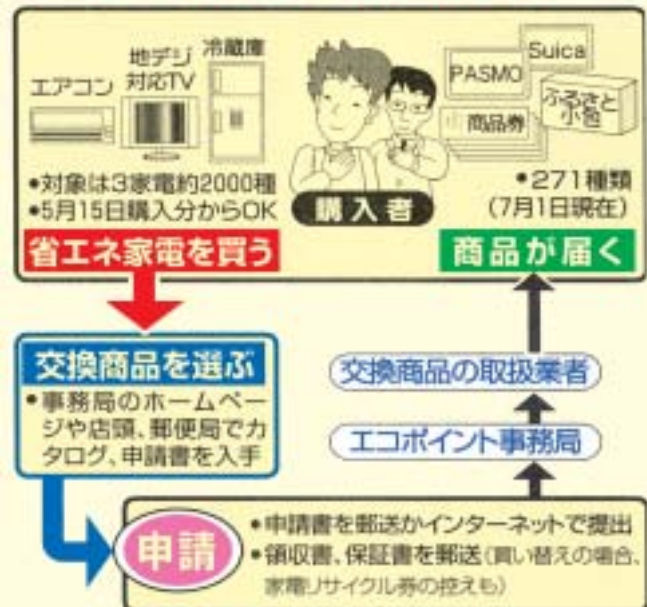 エアコン
地デジ
対応TV
冷蔵庫
PASMO
Suica
商品券
ふるさと
小包
•対象は3家電約2000種
•5月15日購入分からOK
購入者
•271種類
(7月1日現在)
省エネ家電を買う
商品が届く
交換商品を選ぶ
•事務局のホームペー
ジや店頭、郵便局でカ
タログ、申請書を入手
交換商品の取扱業者
エコポイント事務局
申請
•申請書を郵送かインターネットで提出
•領収書、保証書を郵送(買い替えの場合、
家電リサイクル券の控えも)